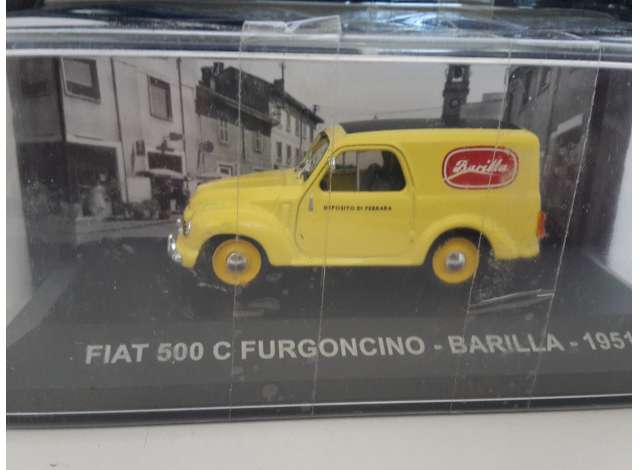 Barilla
DEPOSITO DI FERRARA
FIAT 500 C FURGONCINO - BARILLA - 1951